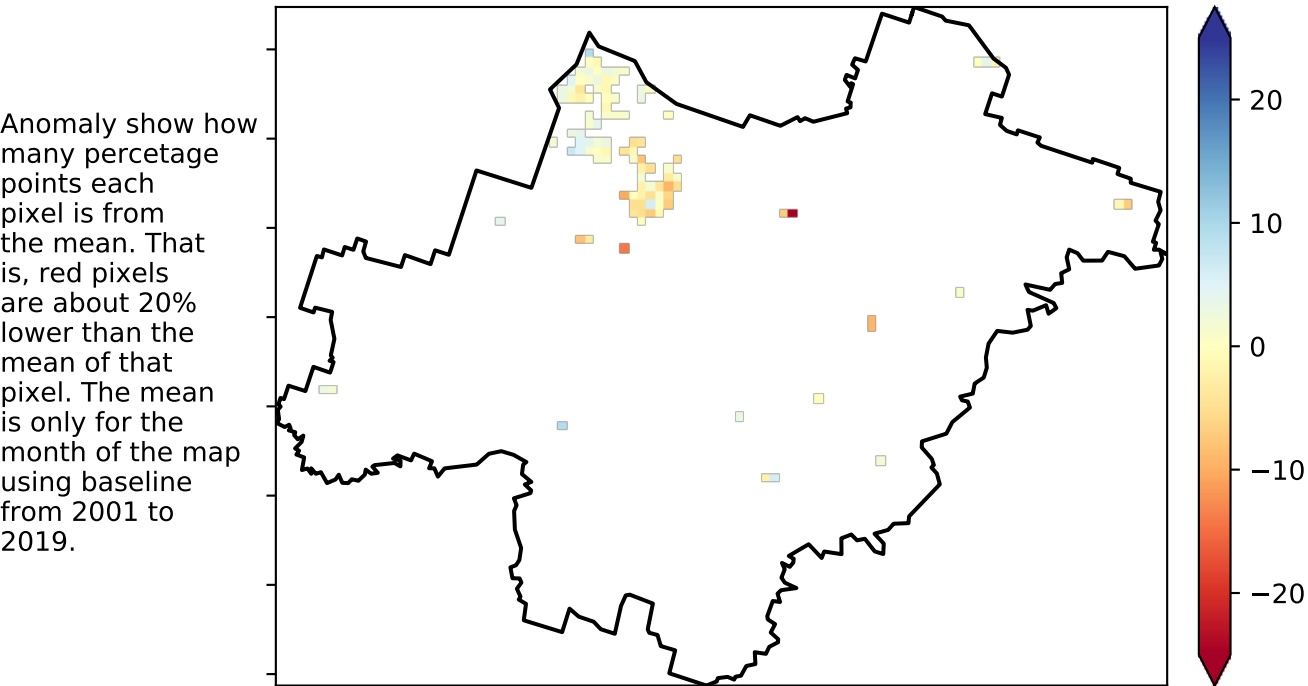 Anomaly show how
many percetage
points each
pixel is from
the mean. That
is, red pixels
are about 20%
lower than the
mean of that
pixel. The mean
is only for the
month of the map
using baseline
from 2001 to
2019.
20
10
0
−10
−20